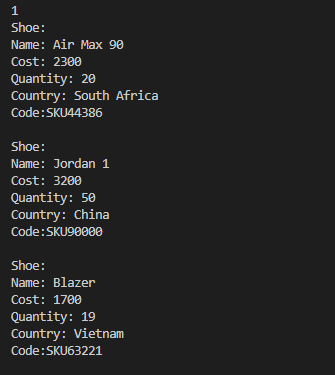 1
Shoe:
Name: Air Max 90
Cost: 2300
Quantity: 20
Country: South Africa
Code:SKU44386
Shoe:
Name: Jordan 1
Cost: 3200
Quantity: 50
Country: China
Code:SKU90000
Shoe:
Name: Blazer
Cost: 1700
Quantity: 19
Country: Vietnam
Code:SKU63221